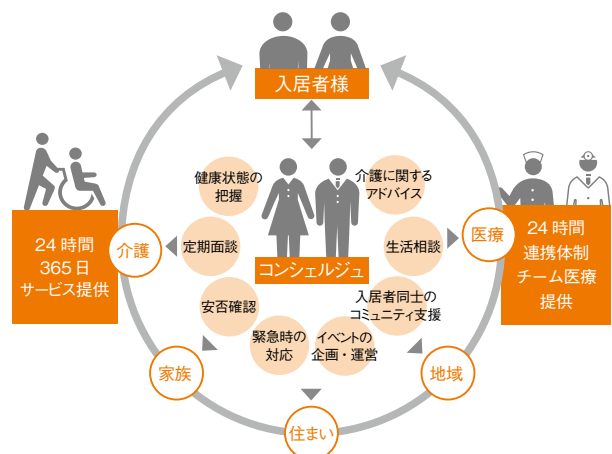 入居者様
健康状態の
把握
介護に関する
アドバイス
24時間
365日
サービス提供
介護
定期面談
コンシェルジュ
生活相談
医療
24時間
連携体制
チーム医療
提供
安否確認
入居者同士の
コミュニティ支援
緊急時の
対応
イベントの
企画・運営
家族
地域
住まい